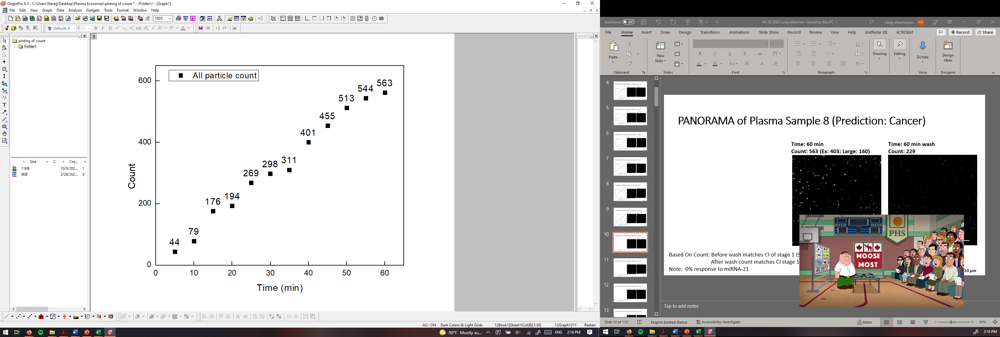 OriginPro 8.5 - C:\Users\Nareg\Desktop\Plasma Exosomes\ploting of count * - /Folder1/ - [Graph1]
File Edit View Graph Data Analysis Gadgets Tools Format Window Help
100%
Default: A 0 B I U
ploting of count
Folder1
Size C. Cre...
11KB 10/9/202... 1
8KB 2/28/202... 0
1
All particle count
600
400
200
0
Count
44
79
176
194
269
298
311
401
455
513
544
563
0 10 20 30 40 50 60
Time (min)
AU : ON Dark Colors & Light Grids 1:[Book1]Sheet1!Col(B)[1:30] 1:[Graph1]1!1 Radian
90°F Mostly su... ENG 2:16 PM
AutoSave Off
04-20-2022 lung blind tes • Saved to this PC
nareg ohannesian NO
File Home Insert Draw Design Transitions Animations Slide Show Record Review View Help EndNote X8 ACROBAT
Record Share
Paste
New Slide
18
B I U S ab AV
Aa A
Drawing
Editing
Dictate
Design Ideas
Clipboard Slides Font Paragraph Voice Designer
4
5
6
7
8
9
10
11
12
13
PANORAMA of Plasma Sample 8 (Prediction: Cancer)
Time: 60 min
Count: 563 (Ex: 403; Large: 160)
Time: 60 min wash
Count: 229
Based On Count: Before wash matches CI of stage 1 (9
After wash count matches CI stage 1
Note: 0% response to miRNA-21
10 µm
PHS
MOOSE
MOST
Tap to add notes
Slide 10 of 110 English (United States) Accessibility: Investigate Notes 81%
2:16 PM